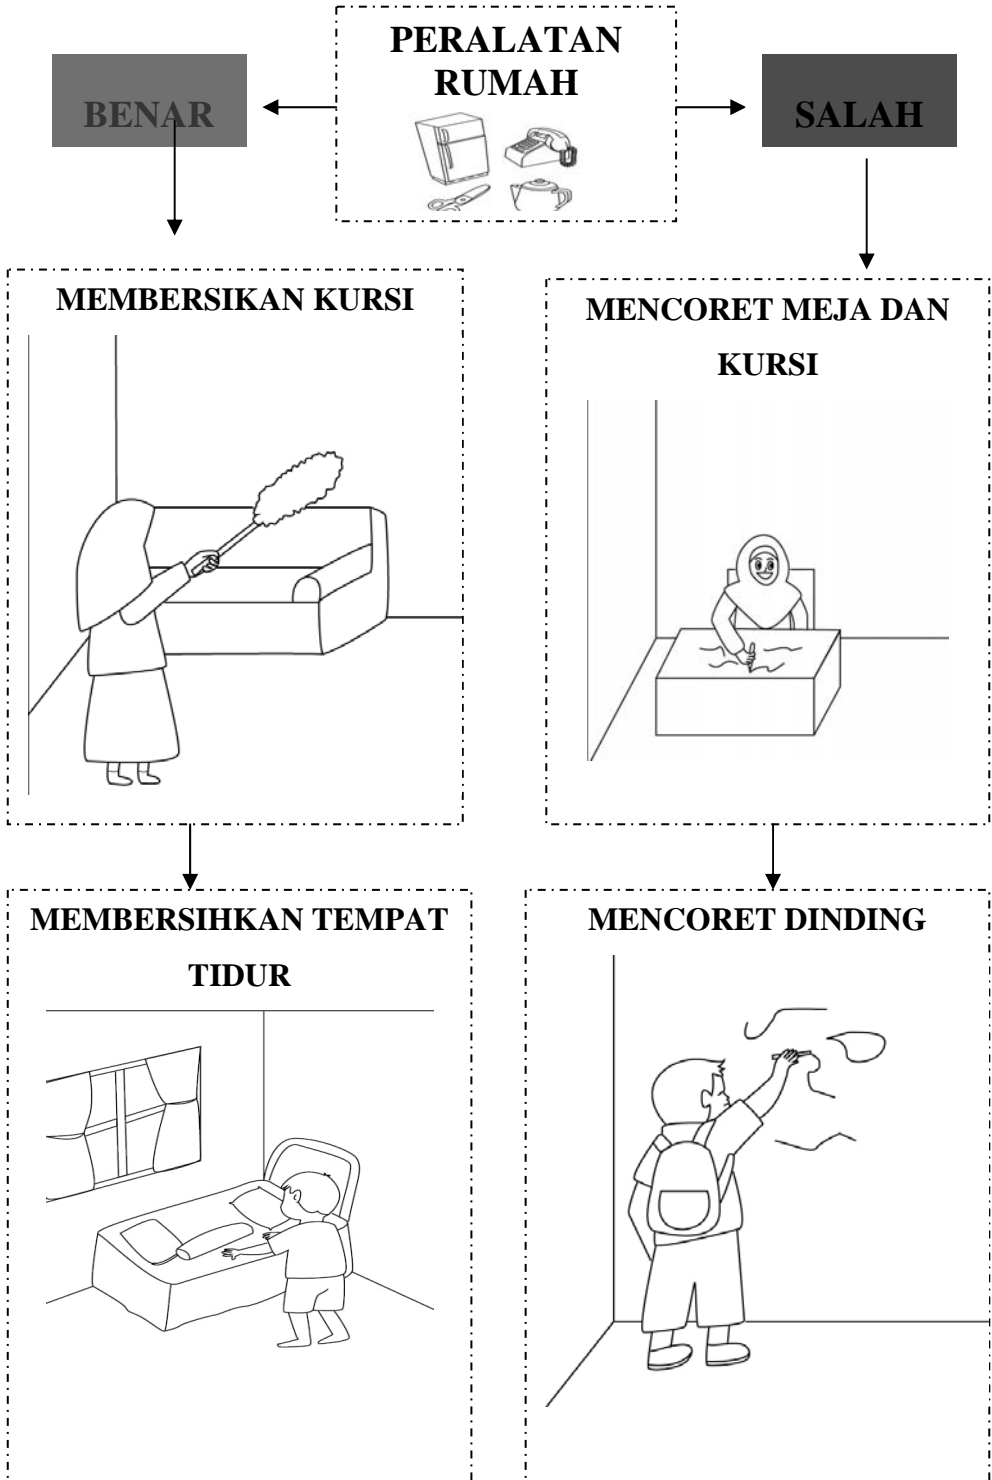 PERALATAN
RUMAH
BENAR
SALAH
MEMBERSIKAN KURSI
MENCORET MEJA DAN
KURSI
MEMBERSIHKAN TEMPAT
TIDUR
MENCORET DINDING